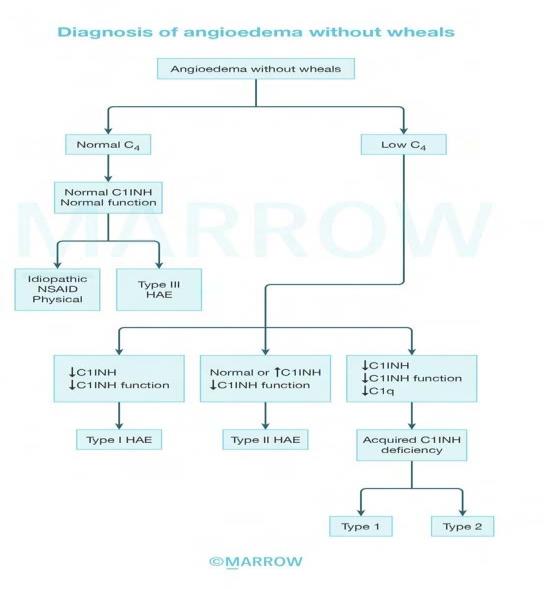 Diagnosis of angioedema without wheals
Angioedema without wheals
Normal C₄
Low C₄
Normal C1INH
Normal function
Idiopathic
NSAID
Physical
Type III
HAE
↓C1INH
↓C1INH function
Normal or ↑C1INH
↓C1INH function
↓C1INH
↓C1INH function
↓C1q
Type I HAE
Type II HAE
Acquired C1INH
deficiency
Type 1
Type 2
MARROW
©MARROW